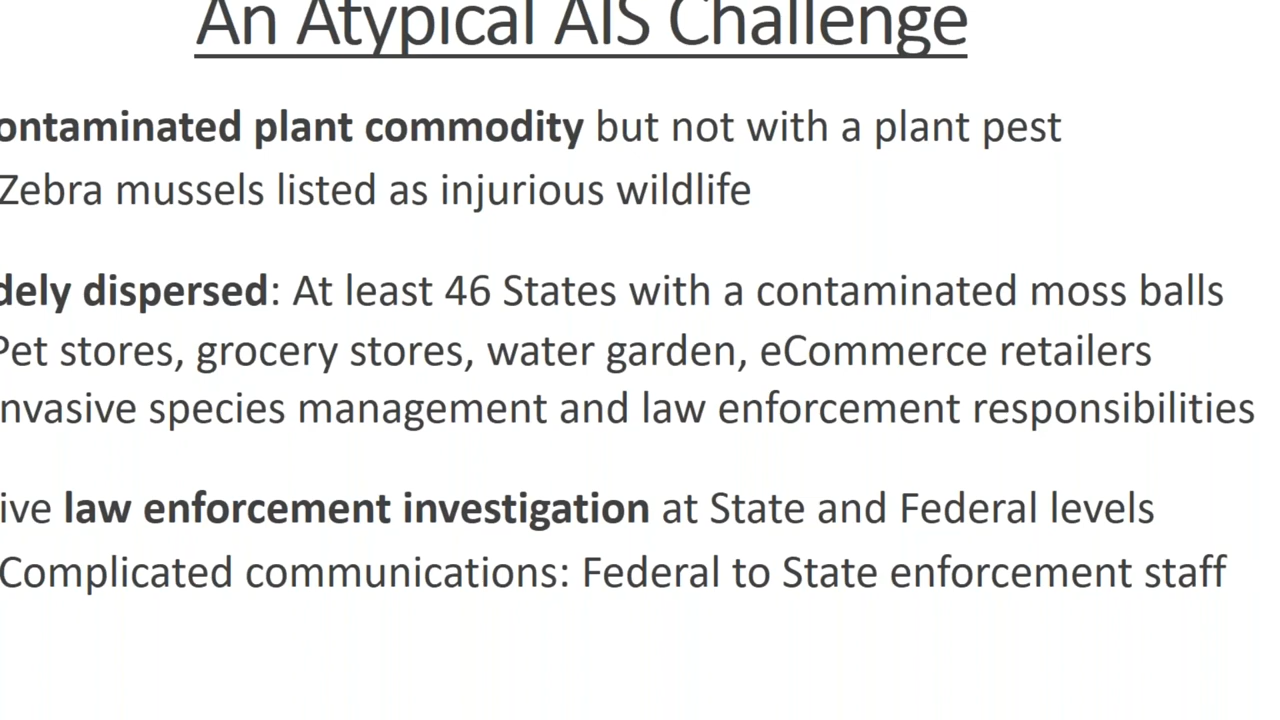 An Atypical AIS Challenge
ontaminated plant commodity but not with a plant pest
Zebra mussels listed as injurious wildlife
dely dispersed: At least 46 States with a contaminated moss balls
Pet stores, grocery stores, water garden, eCommerce retailers
nvasive species management and law enforcement responsibilities
ive law enforcement investigation at State and Federal levels
Complicated communications: Federal to State enforcement staff